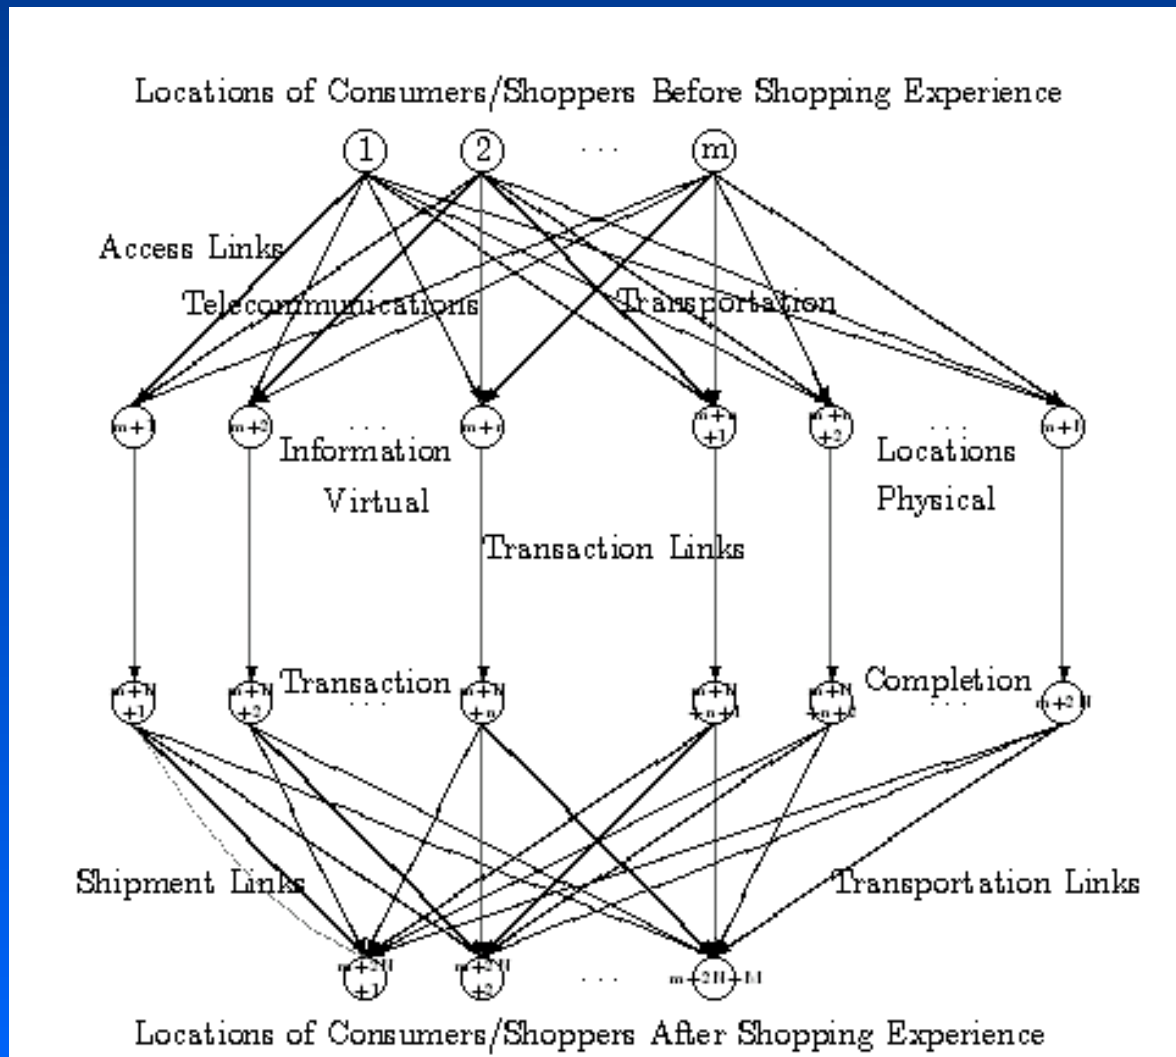 Locations of Consumers/Shoppers Before Shopping Experience
1 2 · · · m
Access Links
Telecommunications Transportation
m+1 m+2 · · · m+n m+n+1 m+n+2 · · ·
Information Locations
Virtual Physical
Transaction Links
Transaction Completion
m+N+1 m+N+2 · · · m+N+n m+N+n+1 m+N+n+2 · · · m+2N
Shipment Links Transportation Links
m+2N+1 m+2N+2 · · · m+2N+M
Locations of Consumers/Shoppers After Shopping Experience